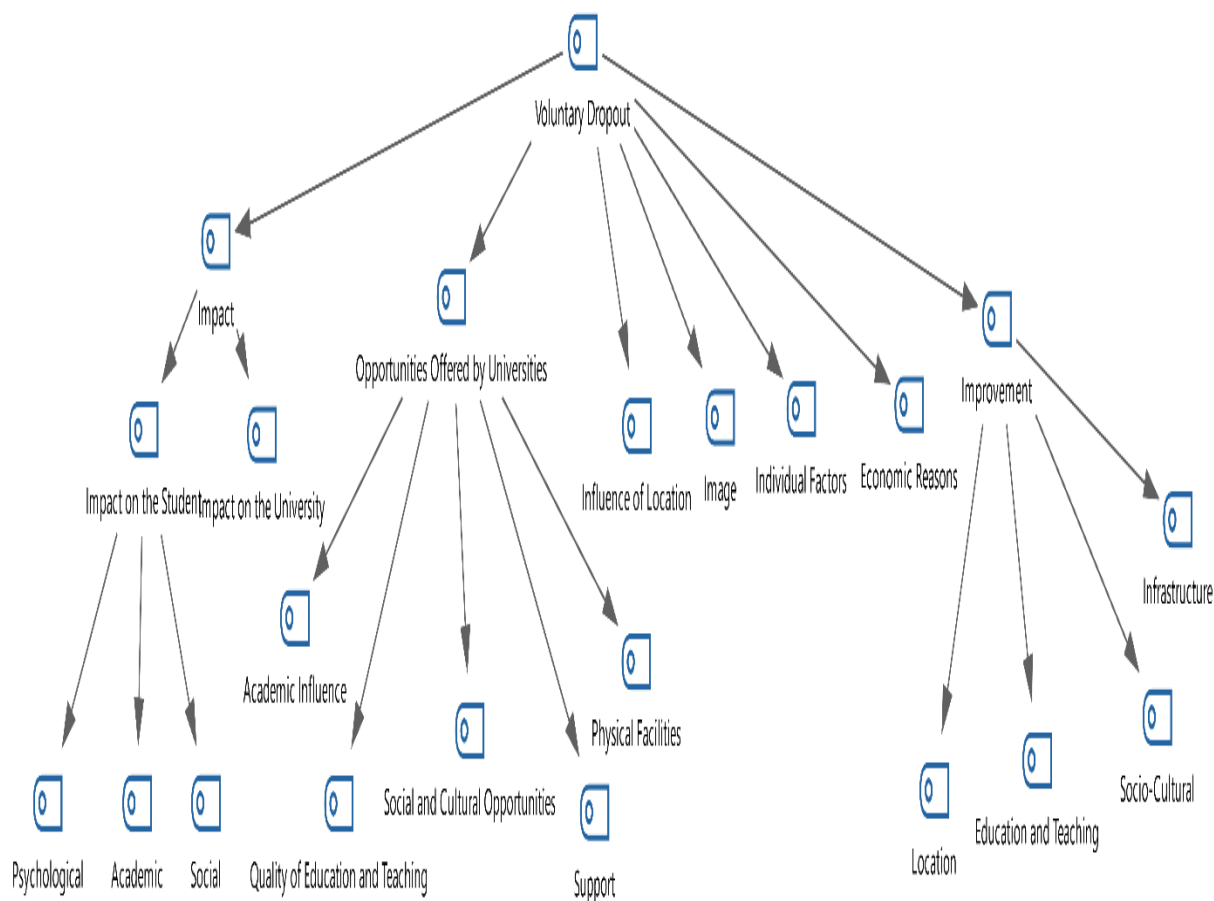 Voluntary Dropout
Impact
Opportunities Offered by Universities
Improvement
Influence of Location
Image
Individual Factors
Economic Reasons
Impact on the Student
Impact on the University
Infrastructure
Academic Influence
Physical Facilities
Social and Cultural Opportunities
Socio-Cultural
Education and Teaching
Psychological
Academic
Social
Quality of Education and Teaching
Support
Location